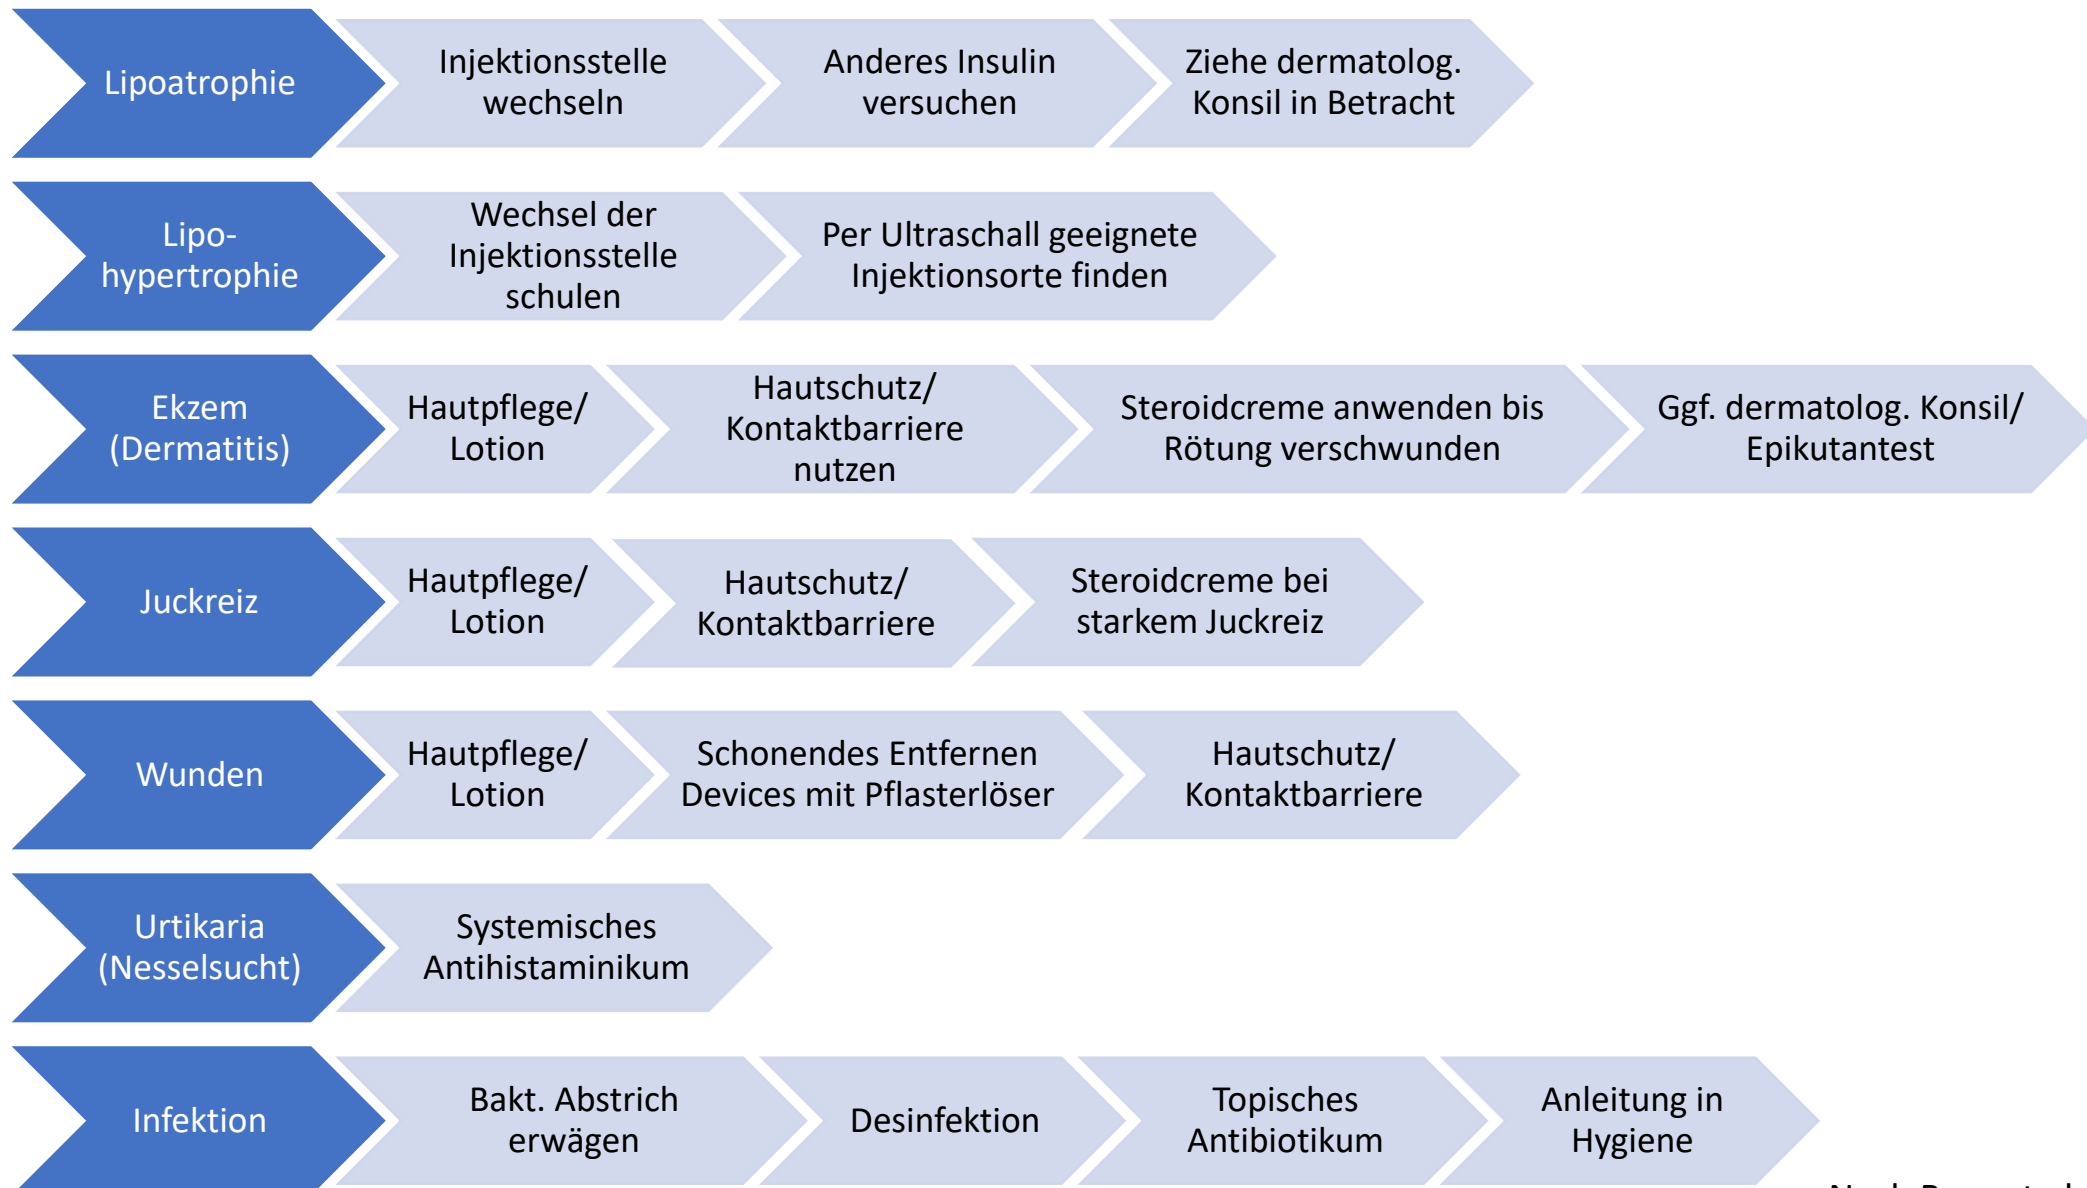 Lipoatrophie
Injektionsstelle
wechseln
Anderes Insulin
versuchen
Ziehe dermatolog.
Konsil in Betracht
Lipo-
hypertrophie
Wechsel der
Injektionsstelle
schulen
Per Ultraschall geeignete
Injektionsorte finden
Ekzem
(Dermatitis)
Hautpflege/
Lotion
Hautschutz/
Kontaktbarriere
nutzen
Steroidcreme anwenden bis
Rötung verschwunden
Ggf. dermatolog. Konsil/
Epikutantest
Juckreiz
Hautpflege/
Lotion
Hautschutz/
Kontaktbarriere
Steroidcreme bei
starkem Juckreiz
Wunden
Hautpflege/
Lotion
Schonendes Entfernen
Devices mit Pflasterlöser
Hautschutz/
Kontaktbarriere
Urtikaria
(Nesselsucht)
Systemisches
Antihistaminikum
Infektion
Bakt. Abstrich
erwägen
Desinfektion
Topisches
Antibiotikum
Anleitung in
Hygiene